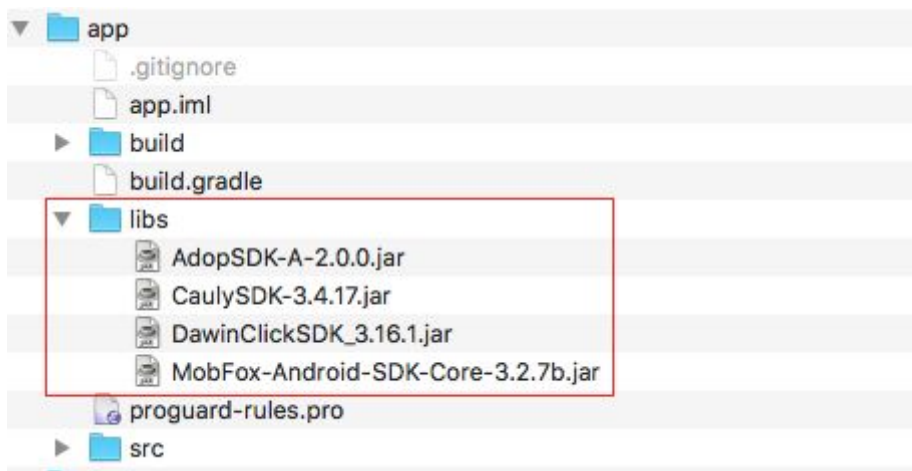 app
.gitignore
app.iml
build
build.gradle
libs
AdopSDK-A-2.0.0.jar
CaulySDK-3.4.17.jar
DawinClickSDK_3.16.1.jar
MobFox-Android-SDK-Core-3.2.7b.jar
proguard-rules.pro
src